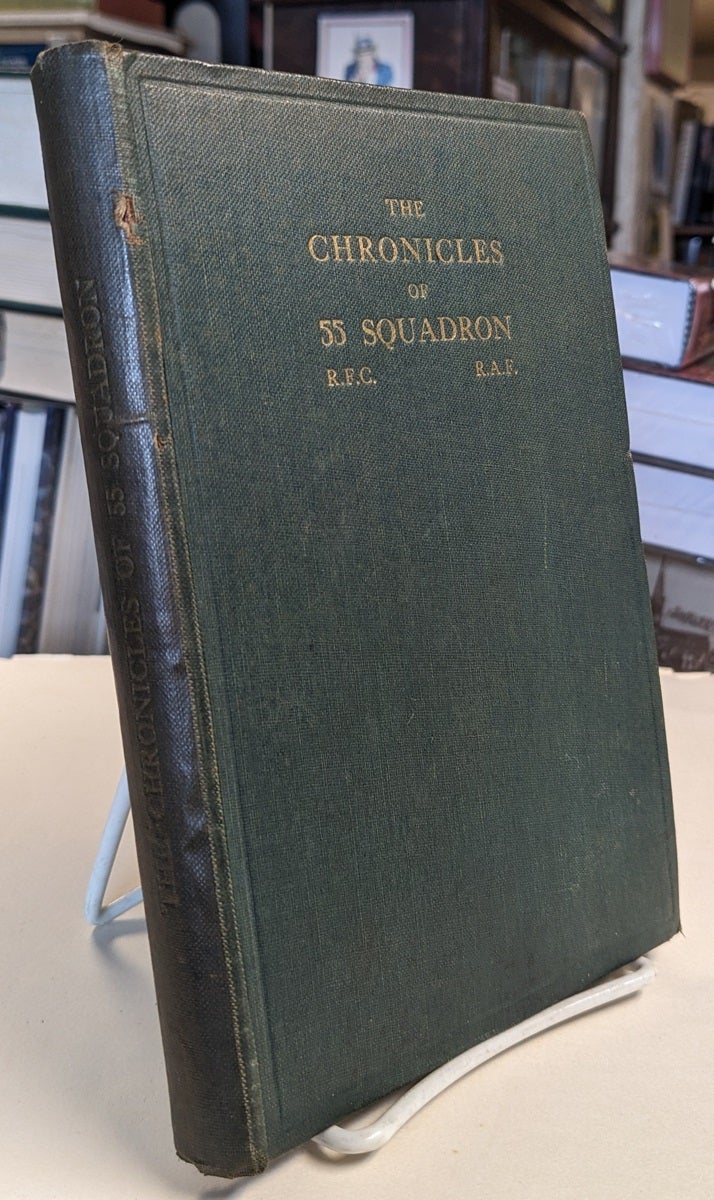 THE
CHRONICLES
OF
55 SQUADRON
R.F.C. R.A.F.
THE CHRONICLES OF 55 SQUADRON